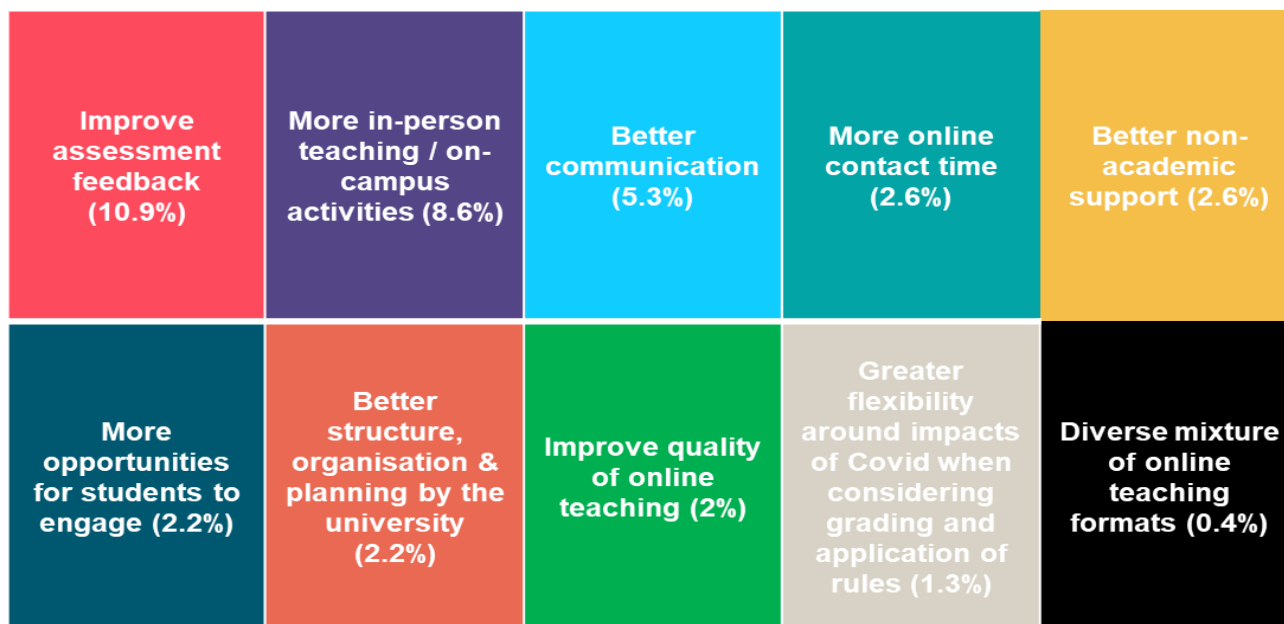 Improve
assessment
feedback
(10.9%)
More in-person
teaching / on-
campus
activities (8.6%)
Better
communication
(5.3%)
More online
contact time
(2.6%)
Better non-
academic
support (2.6%)
More
opportunities
for students to
engage (2.2%)
Better
structure,
organisation &
planning by the
university
(2.2%)
Improve quality
of online
teaching (2%)
Greater
flexibility
around impacts
of Covid when
considering
grading and
application of
rules (1.3%)
Diverse mixture
of online
teaching
formats (0.4%)